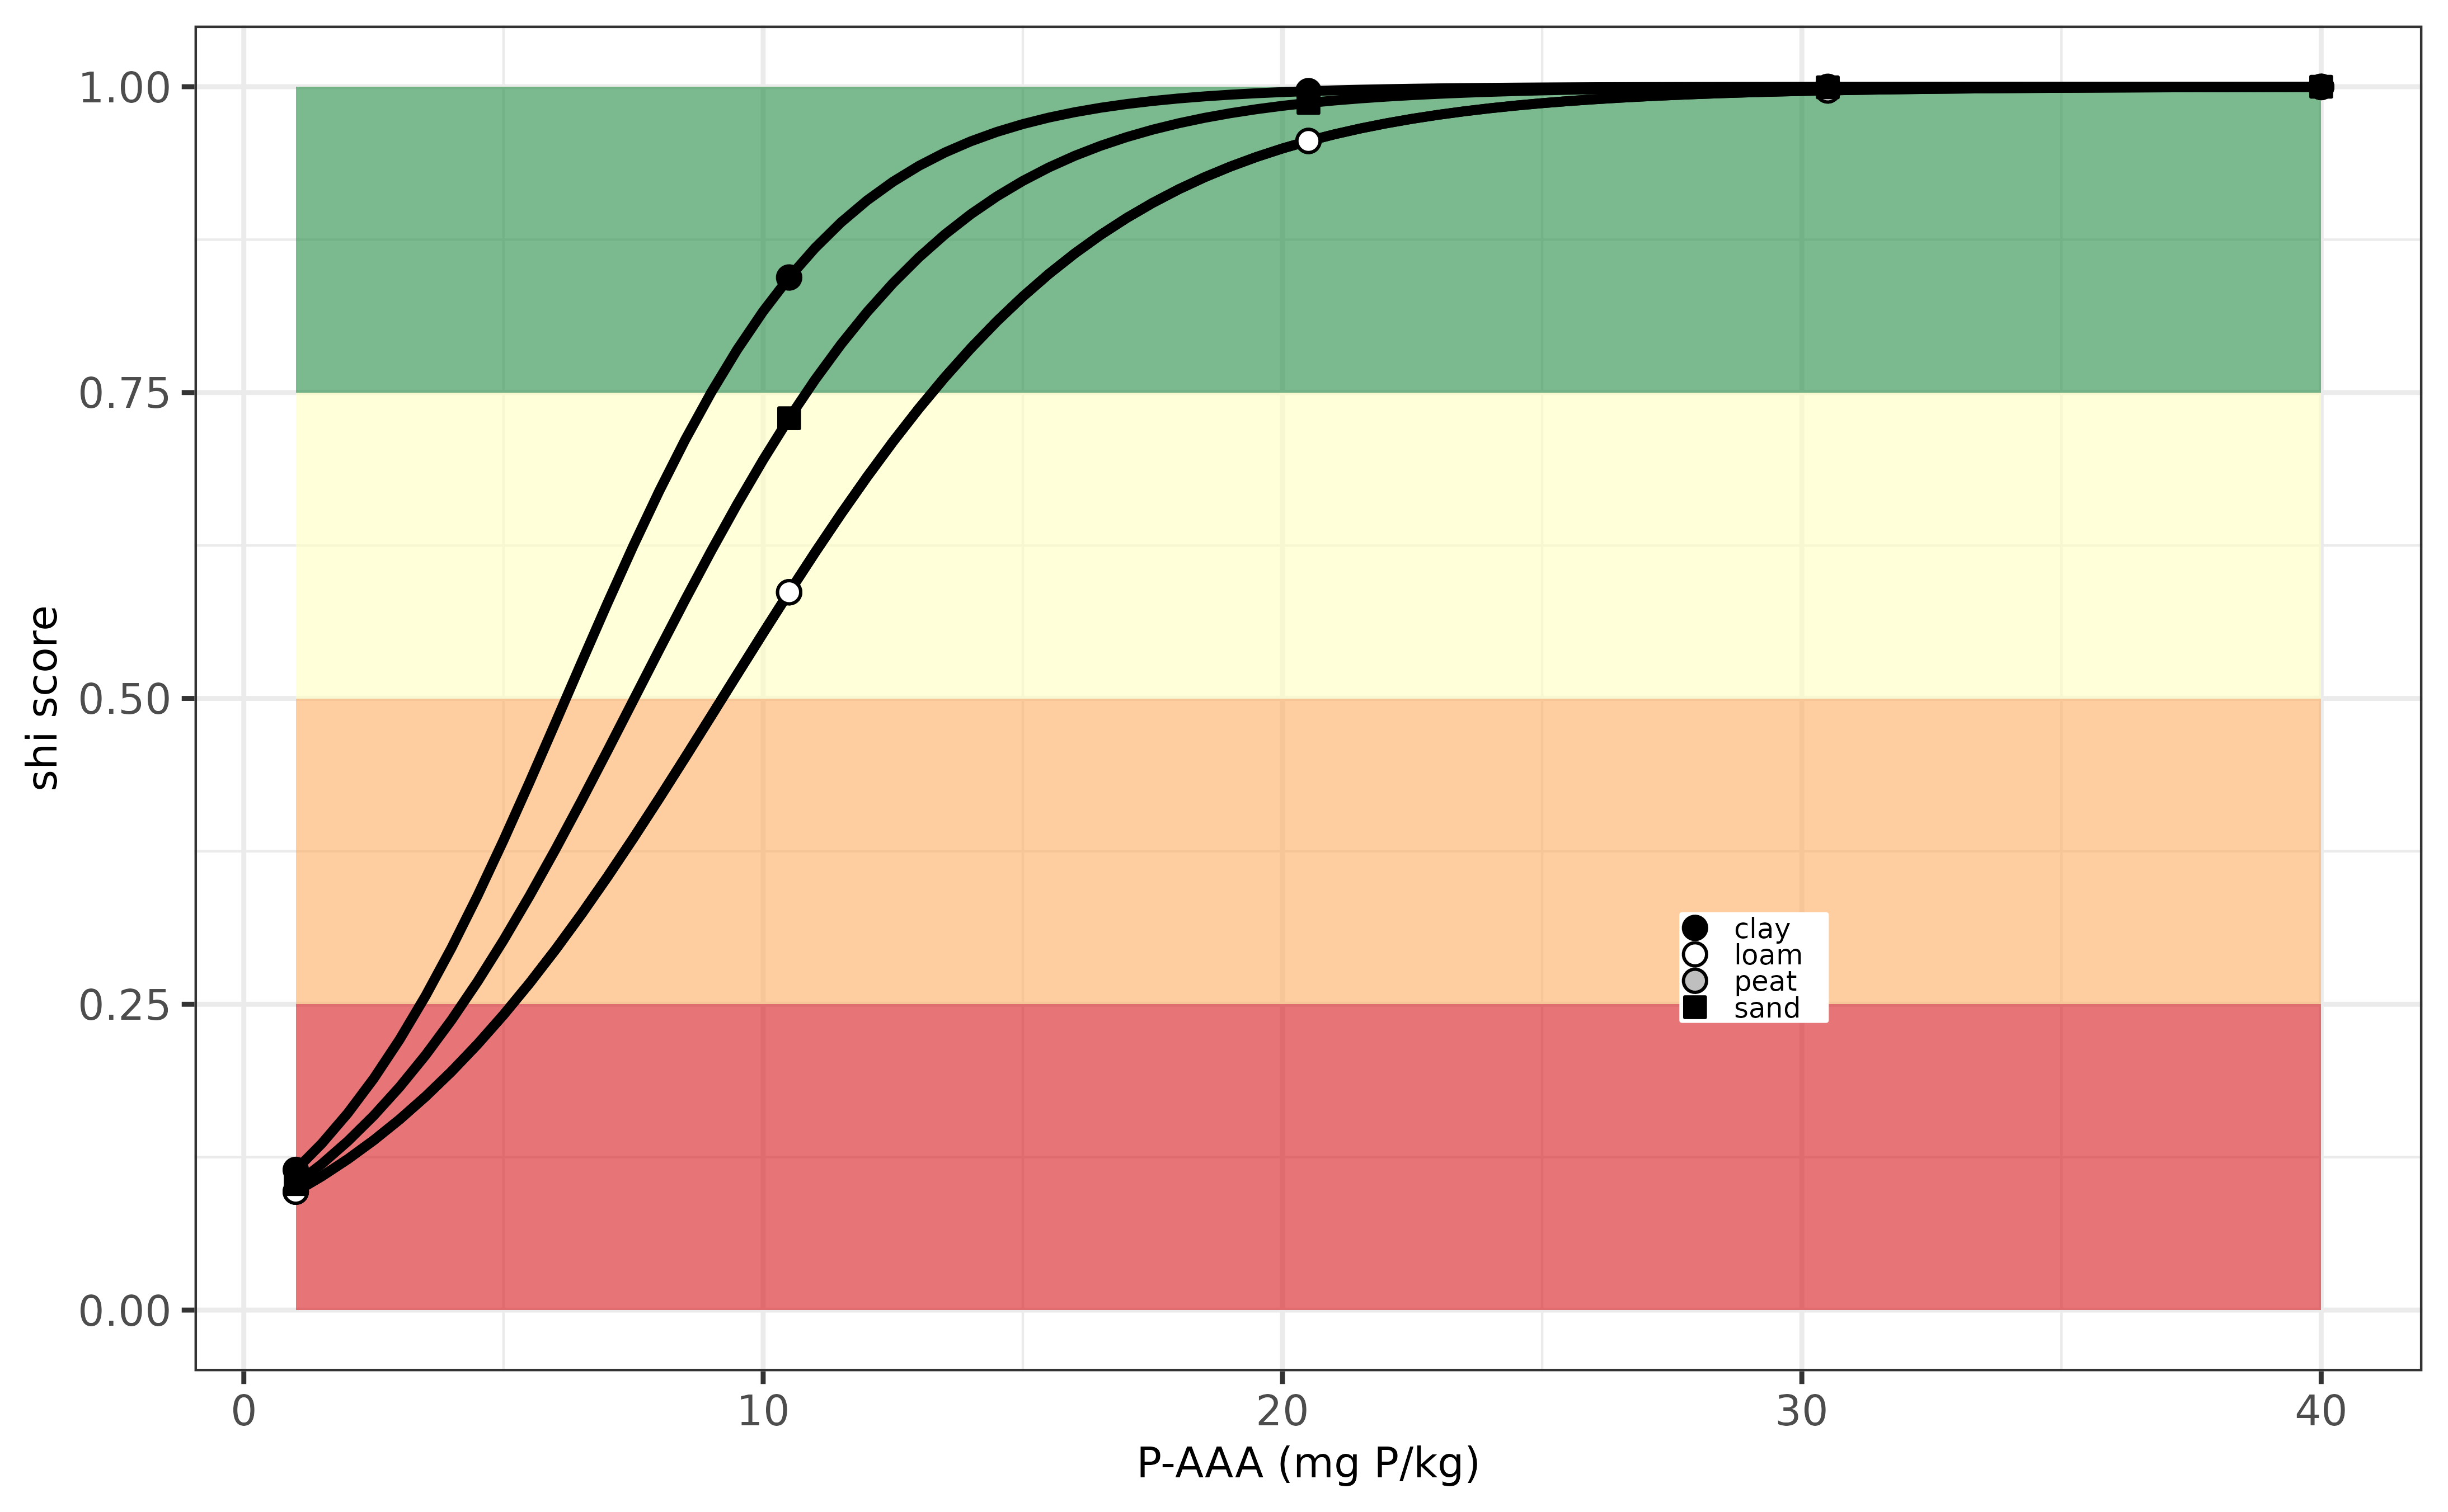 1.00
0.75
0.50
0.25
0.00
shi score
clay
loam
peat
sand
0 10 20 30 40
P-AAA (mg P/kg)